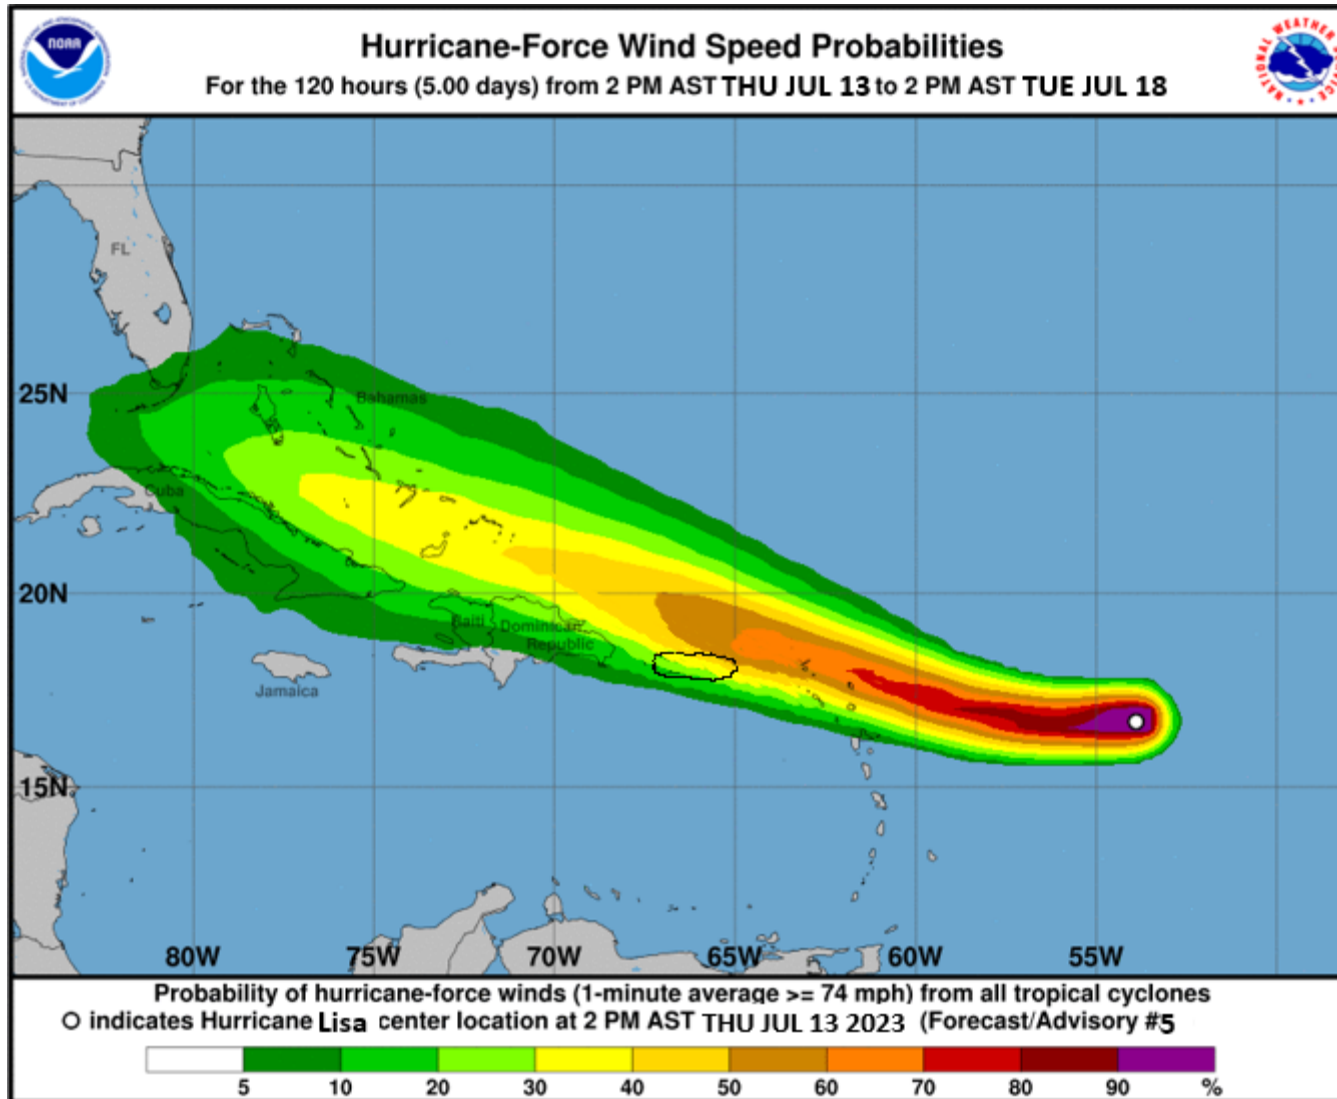 NOAA
Hurricane-Force Wind Speed Probabilities
For the 120 hours (5.00 days) from 2 PM AST THU JUL 13 to 2 PM AST TUE JUL 18
NATIONAL WEATHER SERVICE
FL
25N
Bahamas
Cuba
20N
Haiti
Dominican
Republic
Jamaica
15N
80W 75W 70W 65W 60W 55W
Probability of hurricane-force winds (1-minute average >= 74 mph) from all tropical cyclones
indicates Hurricane Lisa center location at 2 PM AST THU JUL 13 2023 (Forecast/Advisory #5
5 10 20 30 40 50 60 70 80 90 %